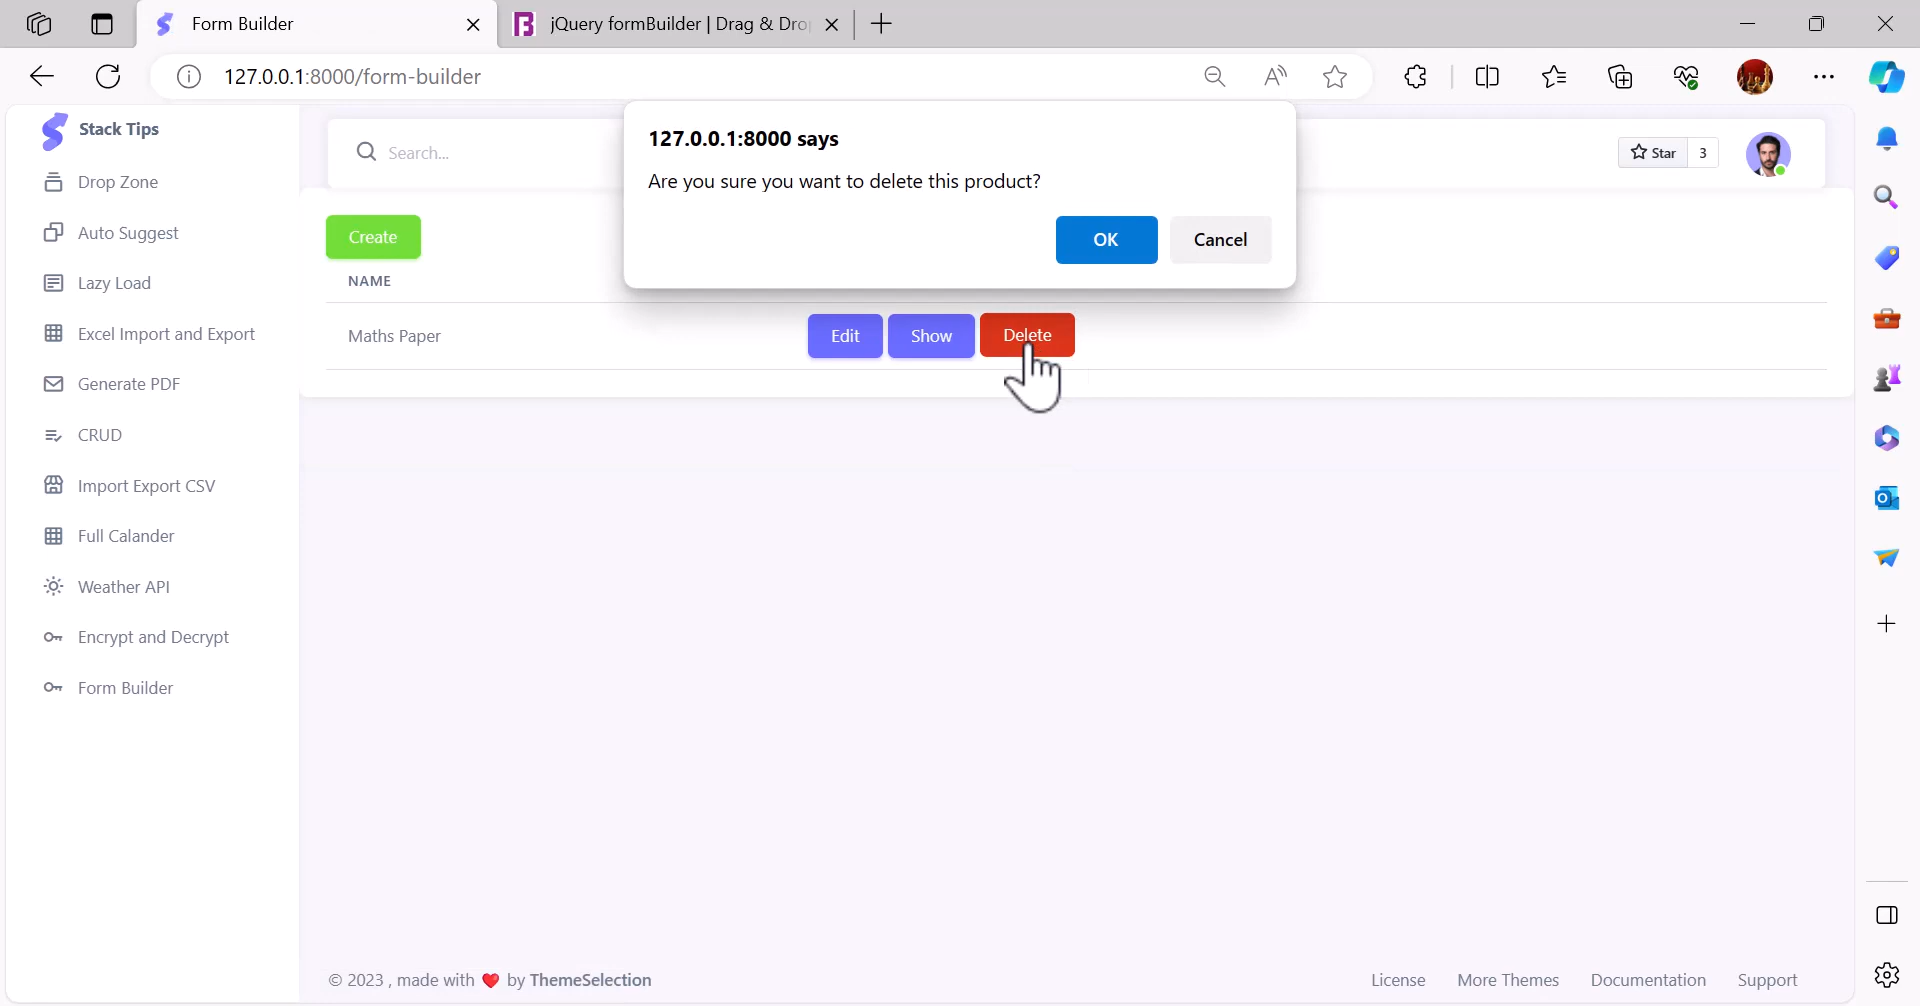 Form Builder
jQuery formBuilder | Drag & Dro
127.0.0.1:8000/form-builder
Stack Tips
Drop Zone
Auto Suggest
Lazy Load
Excel Import and Export
Generate PDF
CRUD
Import Export CSV
Full Calander
Weather API
Encrypt and Decrypt
Form Builder
Search...
127.0.0.1:8000 says
Are you sure you want to delete this product?
OK
Cancel
Star
3
Create
NAME
Maths Paper
Edit
Show
Delete
© 2023 , made with ❤️ by ThemeSelection
License
More Themes
Documentation
Support